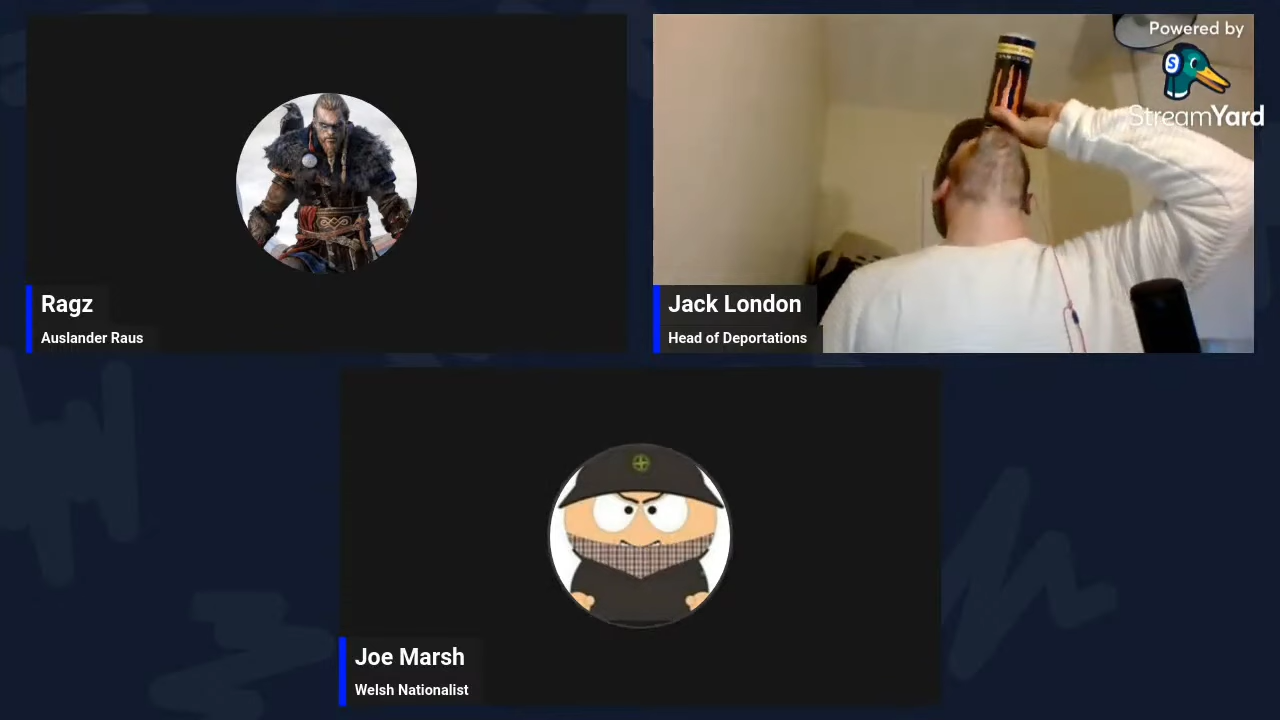 Powered by
StreamYard
Ragz
Auslander Raus
Jack London
Head of Deportations
Joe Marsh
Welsh Nationalist